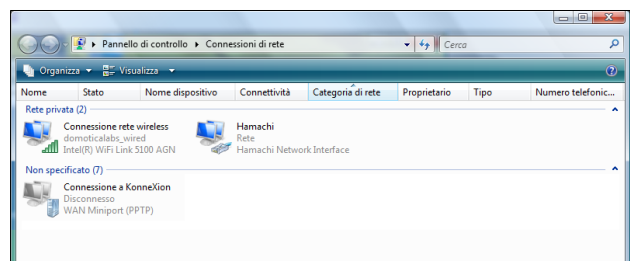 Pannello di controllo Connessioni di rete Cerca
Organizza Visualizza
Nome Stato Nome dispositivo Connettività Categoria di rete Proprietario Tipo Numero telefonic...
Rete privata (2)
Connessione rete wireless
domoticalabs_wired
Intel(R) WiFi Link 5100 AGN
Hamachi
Rete
Hamachi Network Interface
Non specificato (7)
Connessione a KonneXion
Disconnesso
WAN Miniport (PPTP)